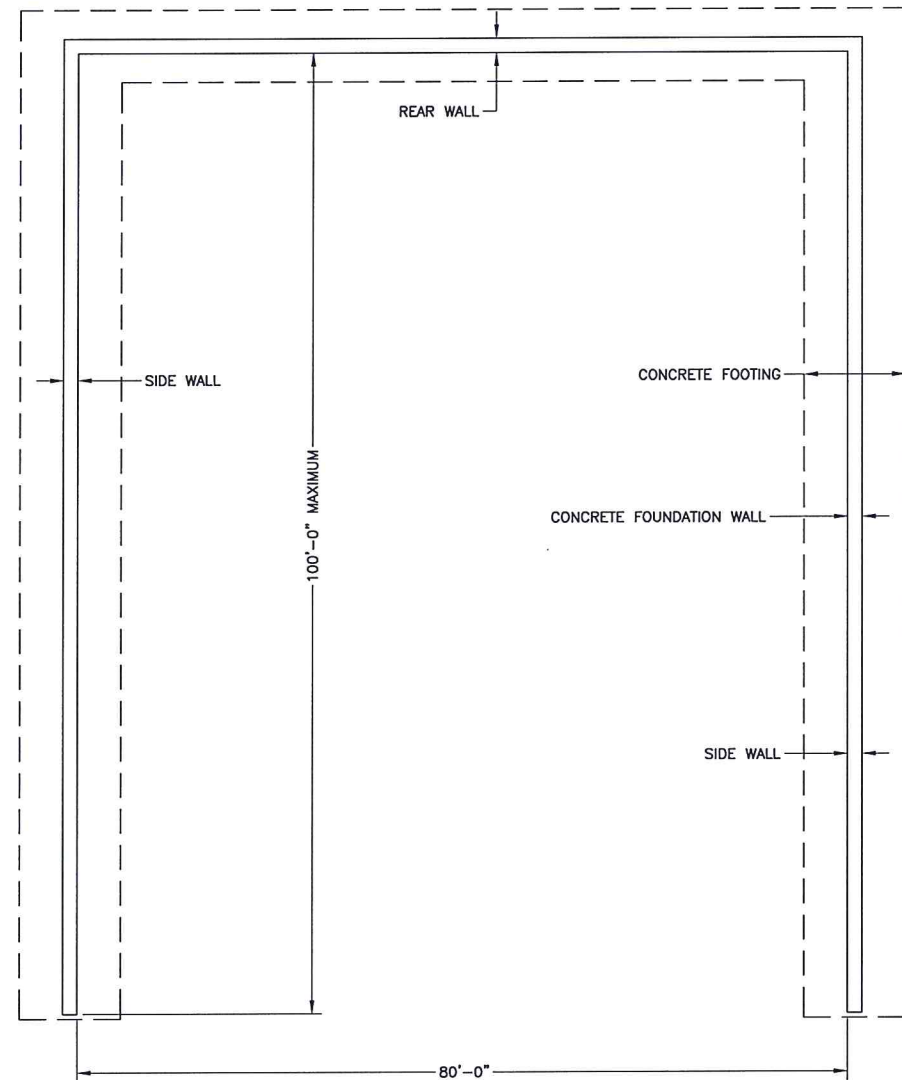 REAR WALL
SIDE WALL
CONCRETE FOOTING
100'-0" MAXIMUM
CONCRETE FOUNDATION WALL
SIDE WALL
80'-0"